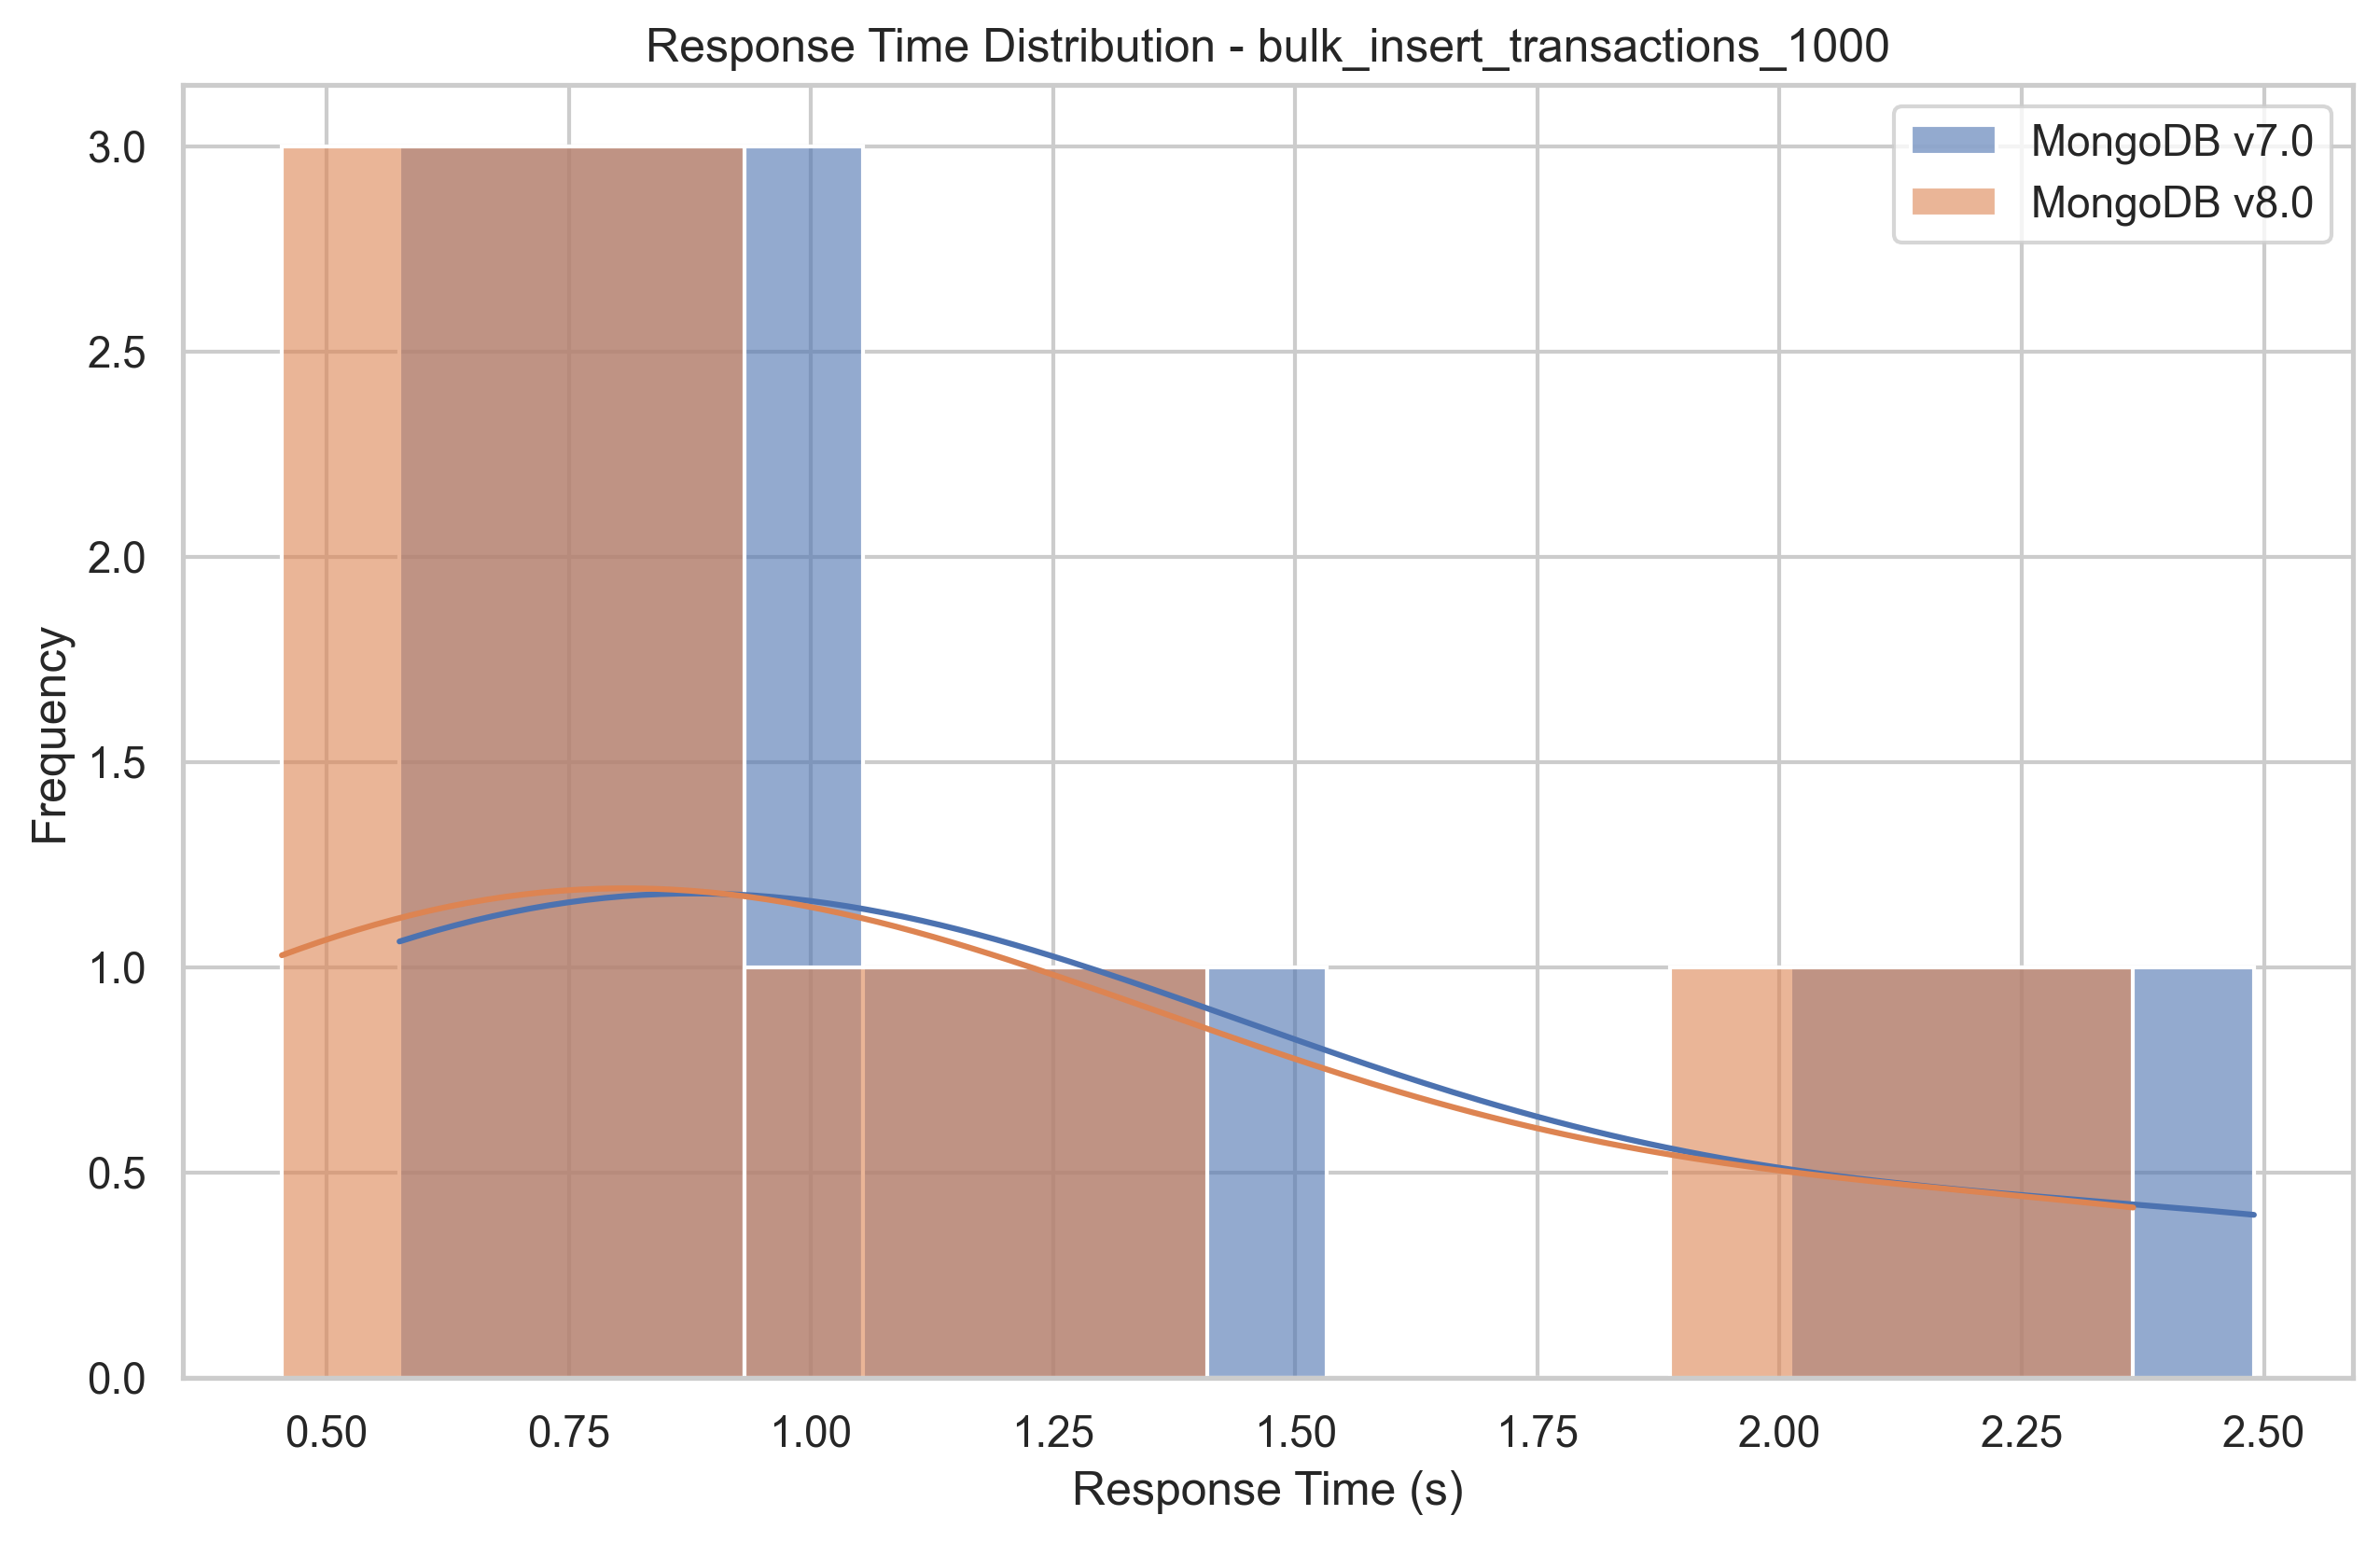 Response Time Distribution - bulk_insert_transactions_1000
MongoDB v7.0
MongoDB v8.0
3.0
2.5
2.0
1.5
1.0
0.5
0.0
Frequency
0.50 0.75 1.00 1.25 1.50 1.75 2.00 2.25 2.50
Response Time (s)